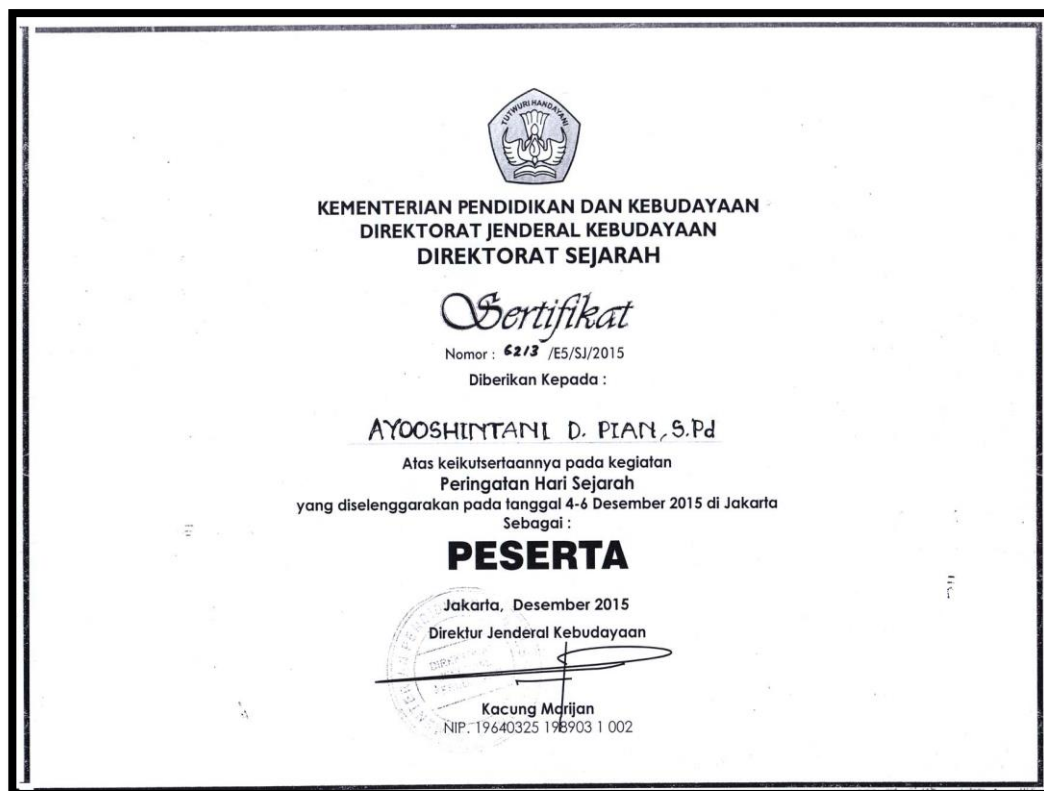 TUTWURI HANDAYANI
KEMENTERIAN PENDIDIKAN DAN KEBUDAYAAN
DIREKTORAT JENDERAL KEBUDAYAAN
DIREKTORAT SEJARAH
Sertifikat
Nomor : 6213 /E5/SJ/2015
Diberikan Kepada :
AYOOSHINTANI D. PIAN, S.Pd
Atas keikutsertaannya pada kegiatan
Peringatan Hari Sejarah
yang diselenggarakan pada tanggal 4-6 Desember 2015 di Jakarta
Sebagai :
PESERTA
Jakarta, Desember 2015
Direktur Jenderal Kebudayaan
Kacung Marijan
NIP. 19640325 198903 1 002